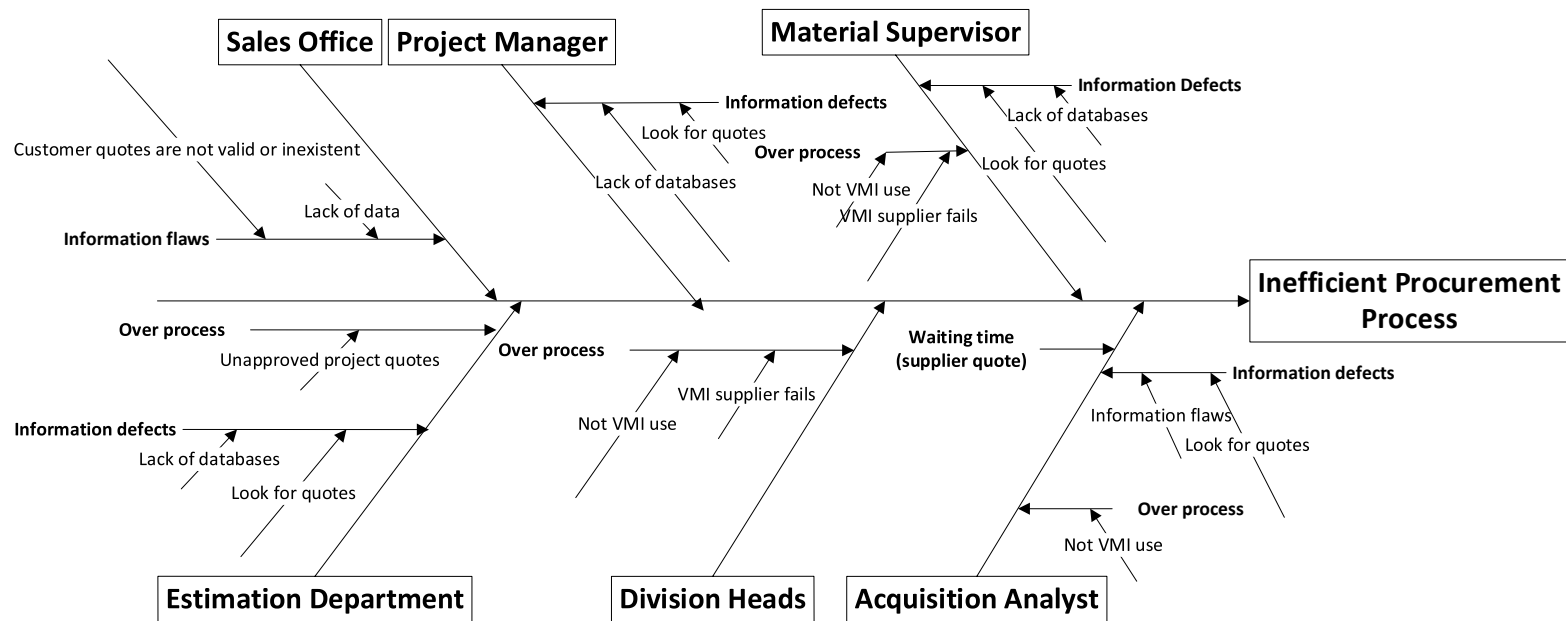 Sales Office
Project Manager
Material Supervisor
Information defects
Information Defects
Look for quotes
Lack of databases
Customer quotes are not valid or inexistent
Over process
Look for quotes
Lack of databases
Not VMI use
Lack of data
VMI supplier fails
Information flaws
Inefficient Procurement
Process
Over process
Unapproved project quotes
Over process
Waiting time
(supplier quote)
Information defects
VMI supplier fails
Information flaws
Not VMI use
Information defects
Look for quotes
Lack of databases
Look for quotes
Over process
Not VMI use
Estimation Department
Division Heads
Acquisition Analyst